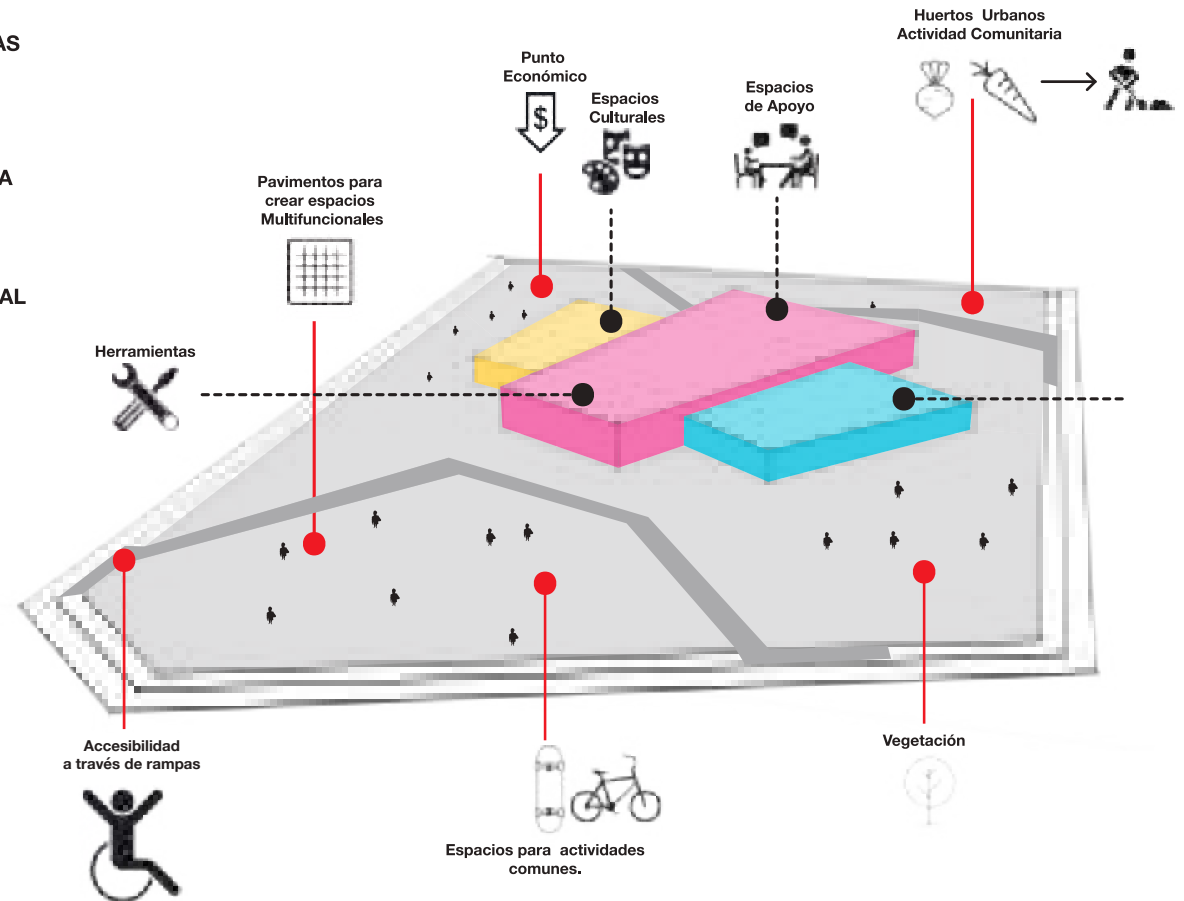 AS
A
AL
Huertos Urbanos
Actividad Comunitaria
Punto
Económico
$
Espacios
Culturales
Espacios
de Apoyo
Pavimentos para
crear espacios
Multifuncionales
Herramientas
Accesibilidad
a través de rampas
Espacios para actividades
comunes.
Vegetación